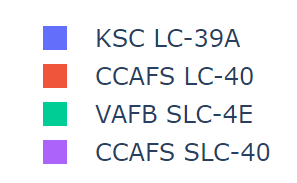 KSC LC-39A
CCAFS LC-40
VAFB SLC-4E
CCAFS SLC-40